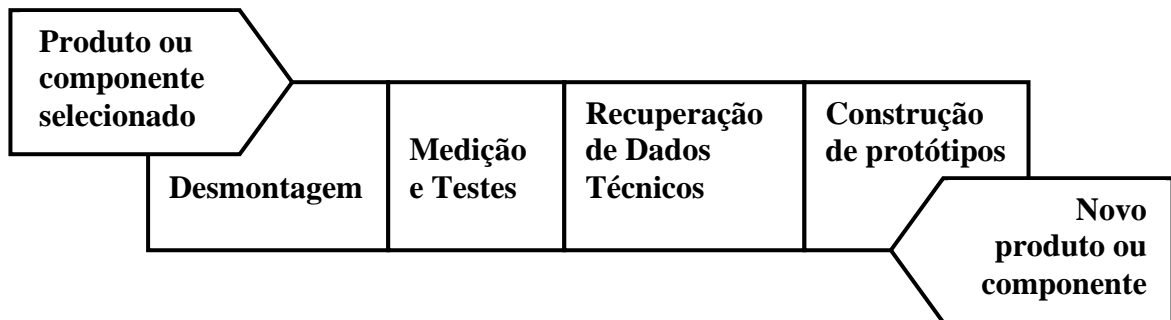 Produto ou
componente
selecionado
Desmontagem
Medição
e Testes
Recuperação
de Dados
Técnicos
Construção
de protótipos
Novo
produto ou
componente